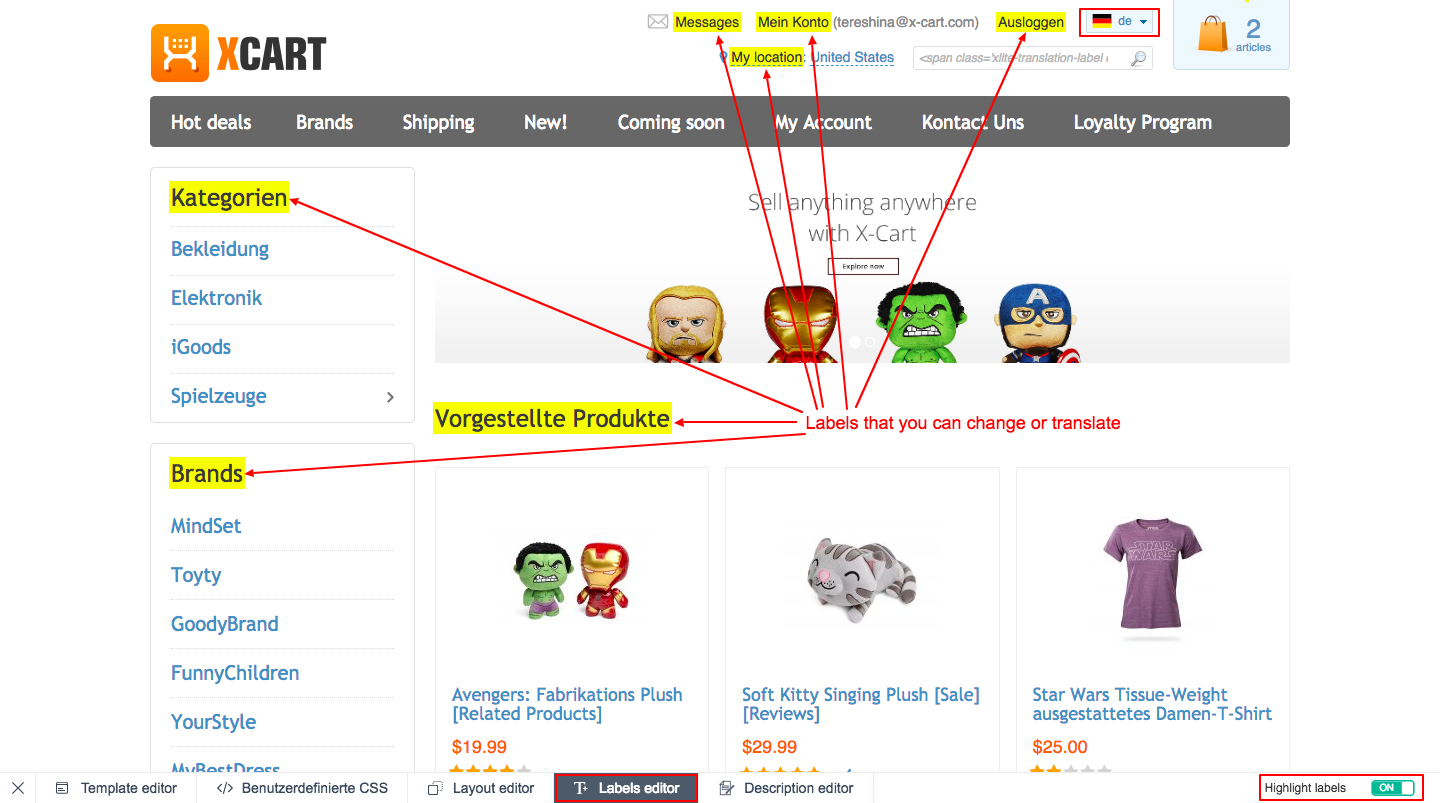 XCART
Messages Mein Konto (tereshina@x-cart.com) Ausloggen de
2
articles
My location: United States <span class='xlite-translation-label
Hot deals Brands Shipping New! Coming soon My Account Kontact Uns Loyalty Program
Kategorien
Bekleidung
Elektronik
iGoods
Spielzeuge
Sell anything anywhere
with X-Cart
Explore now
A
Vorgestellte Produkte
Labels that you can change or translate
Brands
MindSet
Toyty
GoodyBrand
FunnyChildren
YourStyle
MyBestDress
STAR
WARS
Avengers: Fabrikations Plush
[Related Products]
$19.99
Soft Kitty Singing Plush [Sale]
[Reviews]
$29.99
Star Wars Tissue-Weight
ausgestattetes Damen-T-Shirt
$25.00
Template editor </> Benutzerdefinierte CSS Layout editor T+ Labels editor Description editor Highlight labels ON